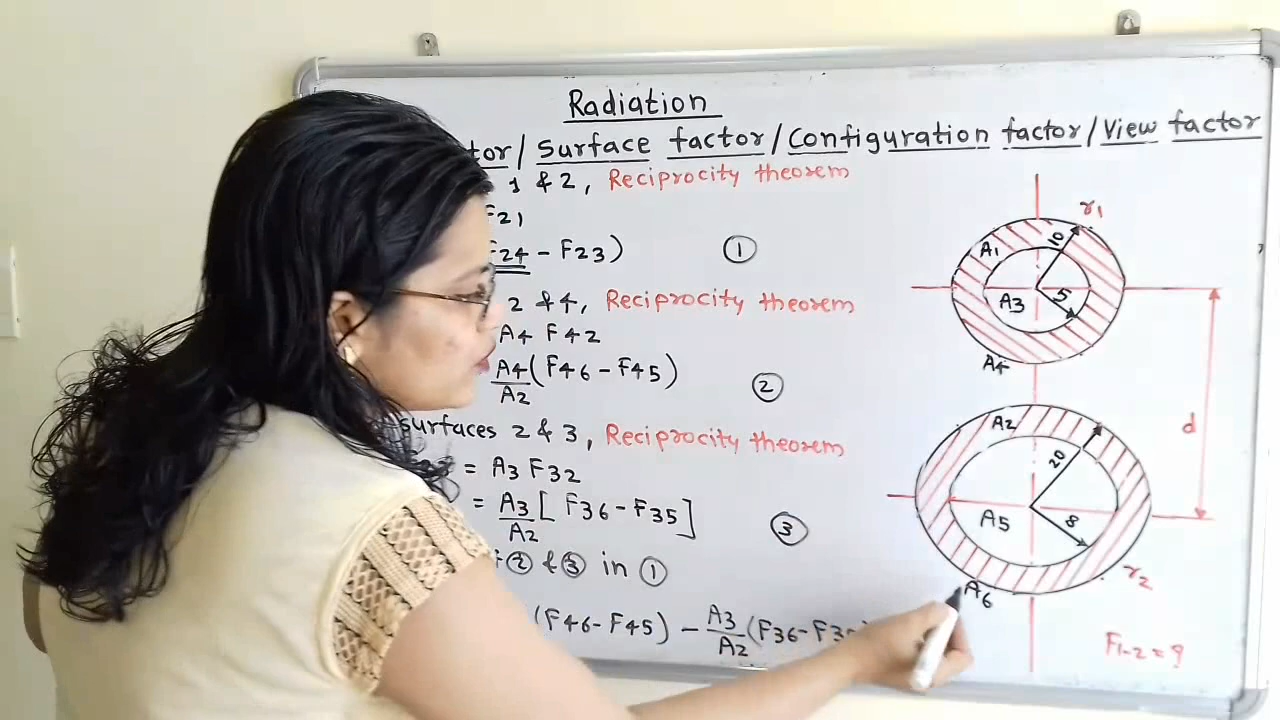 Radiation
/ Surface factor / Configuration factor / View factor
1 & 2, Reciprocity theorem
F21
F24 - F23) ①
2 & 4, Reciprocity theorem
A4 F42
A4/A2 (F46 - F45) ②
surfaces 2 & 3, Reciprocity theorem
= A3 F32
= A3/A2 [F36 - F35] ③
② & ③ in ①
(F46 - F45) - A3/A2 (F36 - F35)
r1
10
A1
5
A3
A4
d
A2
20
A5
8
r2
A6
F1-2 = ?